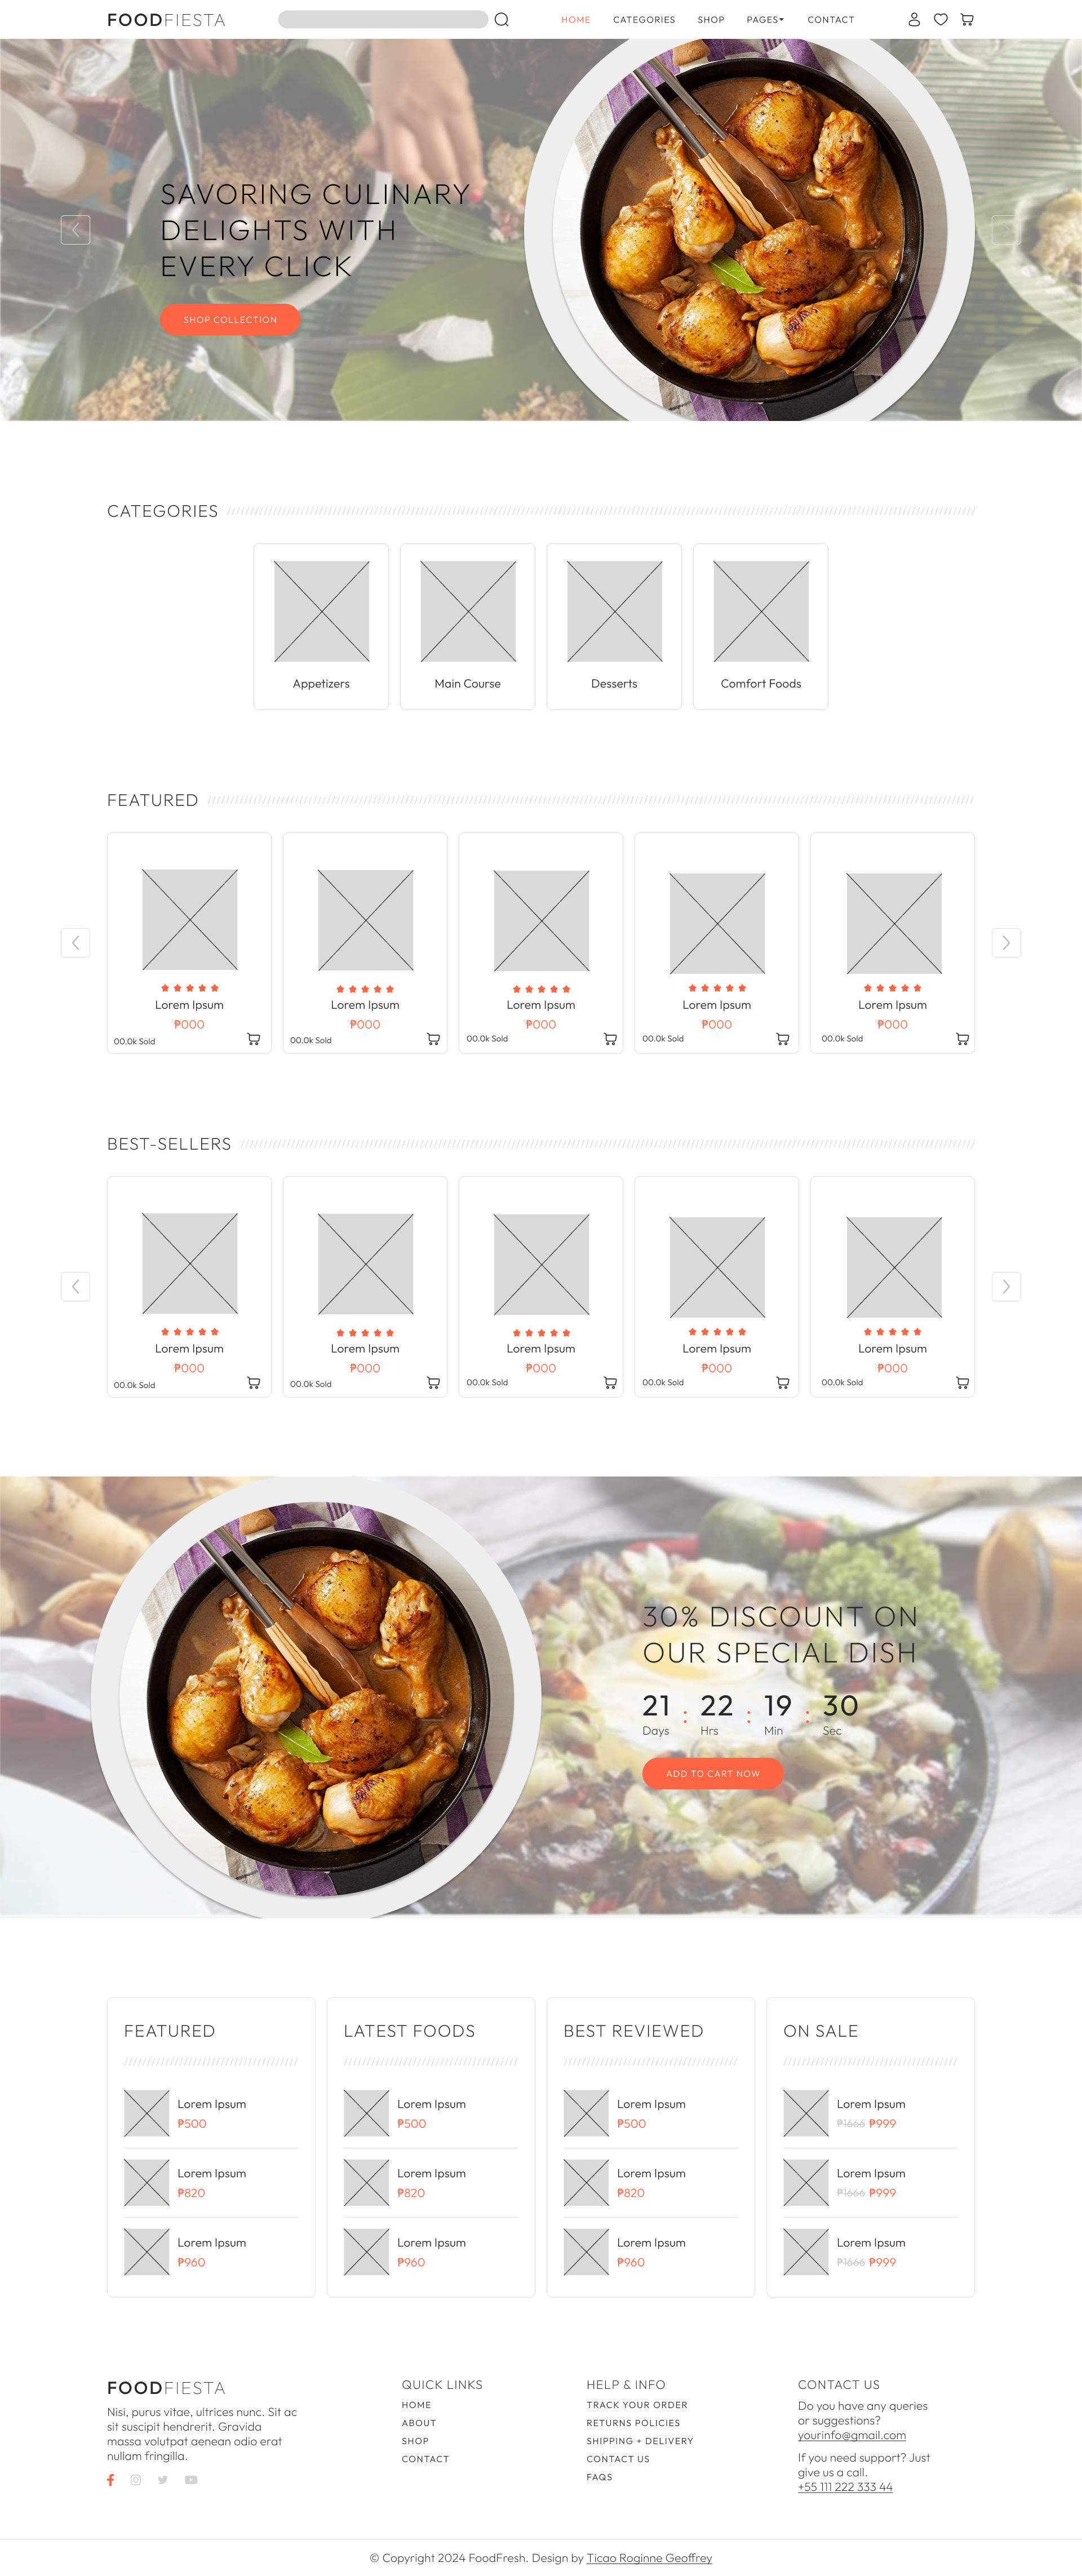 FOODFIESTA
HOME CATEGORIES SHOP PAGES CONTACT
SAVORING CULINARY
DELIGHTS WITH
EVERY CLICK
SHOP COLLECTION
CATEGORIES
Appetizers Main Course Desserts Comfort Foods
FEATURED
Lorem Ipsum Lorem Ipsum Lorem Ipsum Lorem Ipsum Lorem Ipsum
₱000 ₱000 ₱000 ₱000 ₱000
00.0k Sold 00.0k Sold 00.0k Sold 00.0k Sold 00.0k Sold
BEST-SELLERS
Lorem Ipsum Lorem Ipsum Lorem Ipsum Lorem Ipsum Lorem Ipsum
₱000 ₱000 ₱000 ₱000 ₱000
00.0k Sold 00.0k Sold 00.0k Sold 00.0k Sold 00.0k Sold
30% DISCOUNT ON
OUR SPECIAL DISH
21 : 22 : 19 : 30
Days Hrs Min Sec
ADD TO CART NOW
FEATURED
Lorem Ipsum
₱500
Lorem Ipsum
₱820
Lorem Ipsum
₱960
LATEST FOODS
Lorem Ipsum
₱500
Lorem Ipsum
₱820
Lorem Ipsum
₱960
BEST REVIEWED
Lorem Ipsum
₱500
Lorem Ipsum
₱820
Lorem Ipsum
₱960
ON SALE
Lorem Ipsum
₱1666 ₱999
Lorem Ipsum
₱1666 ₱999
Lorem Ipsum
₱1666 ₱999
FOODFIESTA
Nisi, purus vitae, ultrices nunc. Sit ac
sit suscipit hendrerit. Gravida
massa volutpat aenean odio erat
nullam fringilla.
QUICK LINKS
HOME
ABOUT
SHOP
CONTACT
HELP & INFO
TRACK YOUR ORDER
RETURNS POLICIES
SHIPPING + DELIVERY
CONTACT US
FAQS
CONTACT US
Do you have any queries
or suggestions?
yourinfo@gmail.com
If you need support? Just
give us a call.
+55 111 222 333 44
© Copyright 2024 FoodFresh. Design by Ticao Roginne Geoffrey